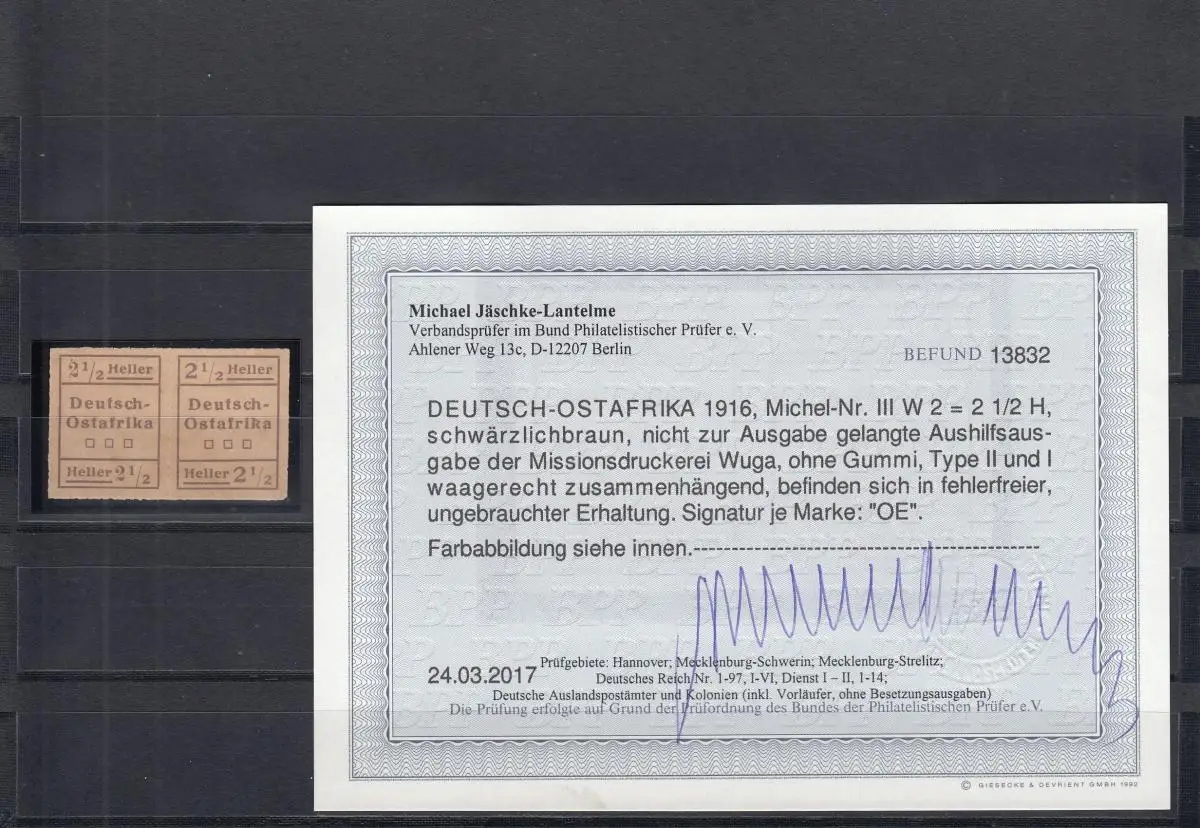 2 1/2 Heller
Deutsch-
Ostafrika
Heller 2 1/2
2 1/2 Heller
Deutsch-
Ostafrika
Heller 2 1/2
Michael Jäschke-Lantelme
Verbandsprüfer im Bund Philatelistischer Prüfer e. V.
Ahlener Weg 13c, D-12207 Berlin
BEFUND 13832
DEUTSCH-OSTAFRIKA 1916, Michel-Nr. III W 2 = 2 1/2 H,
schwärzlichbraun, nicht zur Ausgabe gelangte Aushilfsaus-
gabe der Missionsdruckerei Wuga, ohne Gummi, Type II und I
waagerecht zusammenhängend, befinden sich in fehlerfreier,
ungebrauchter Erhaltung. Signatur je Marke: "OE".
Farbabbildung siehe innen.----------------------------------------------
24.03.2017
Prüfgebiete: Hannover; Mecklenburg-Schwerin; Mecklenburg-Strelitz;
Deutsches Reich Nr. 1-97, I-VI, Dienst I – II, 1-14;
Deutsche Auslandspostämter und Kolonien (inkl. Vorläufer, ohne Besetzungsausgaben)
Die Prüfung erfolgte auf Grund der Prüfordnung des Bundes der Philatelistischen Prüfer e.V.
© GIESECKE & DEVRIENT GMBH 1992